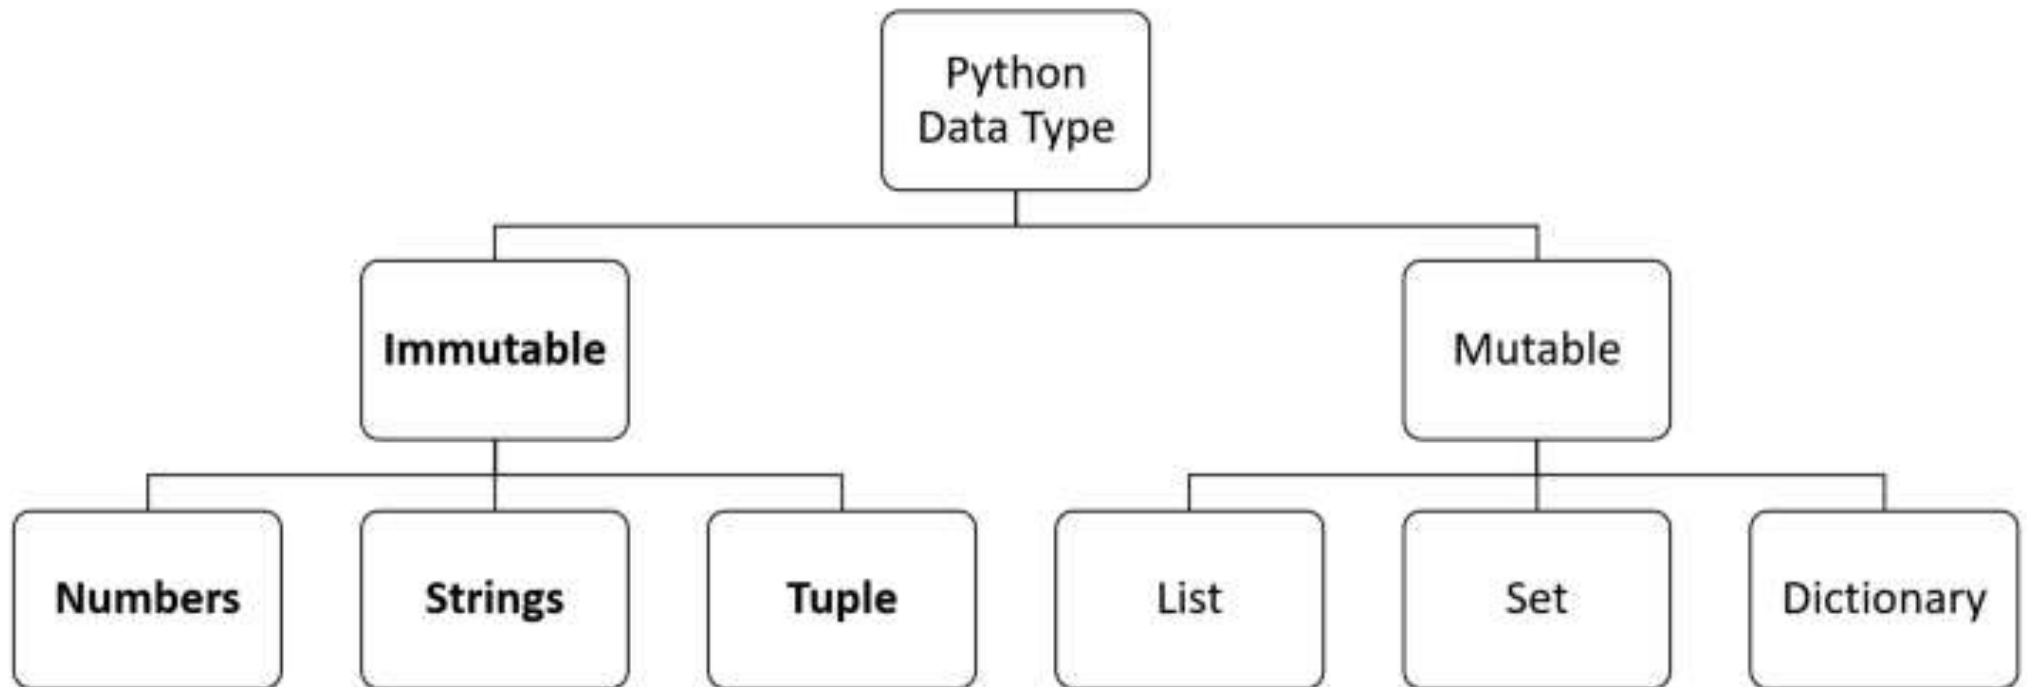 Python
Data Type
Immutable
Mutable
Numbers
Strings
Tuple
List
Set
Dictionary